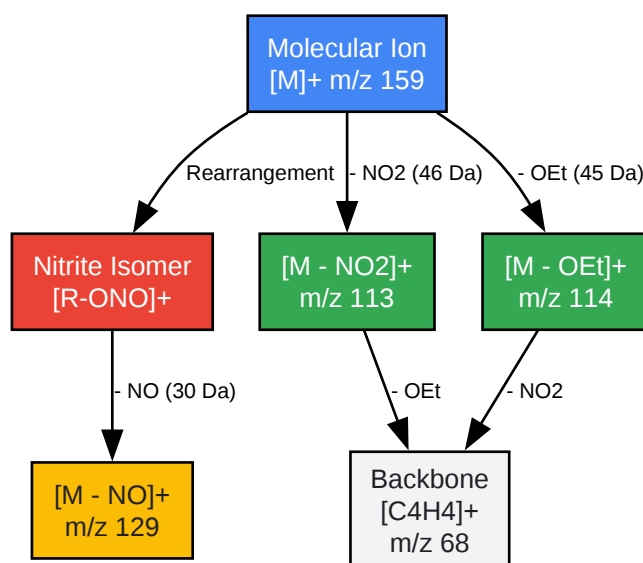 Molecular Ion
[M]+ m/z 159
Rearrangement
- NO2 (46 Da)
- OEt (45 Da)
Nitrite Isomer
[R-ONO]+
[M - NO2]+
m/z 113
[M - OEt]+
m/z 114
- NO (30 Da)
- OEt
- NO2
[M - NO]+
m/z 129
Backbone
[C4H4]+
m/z 68